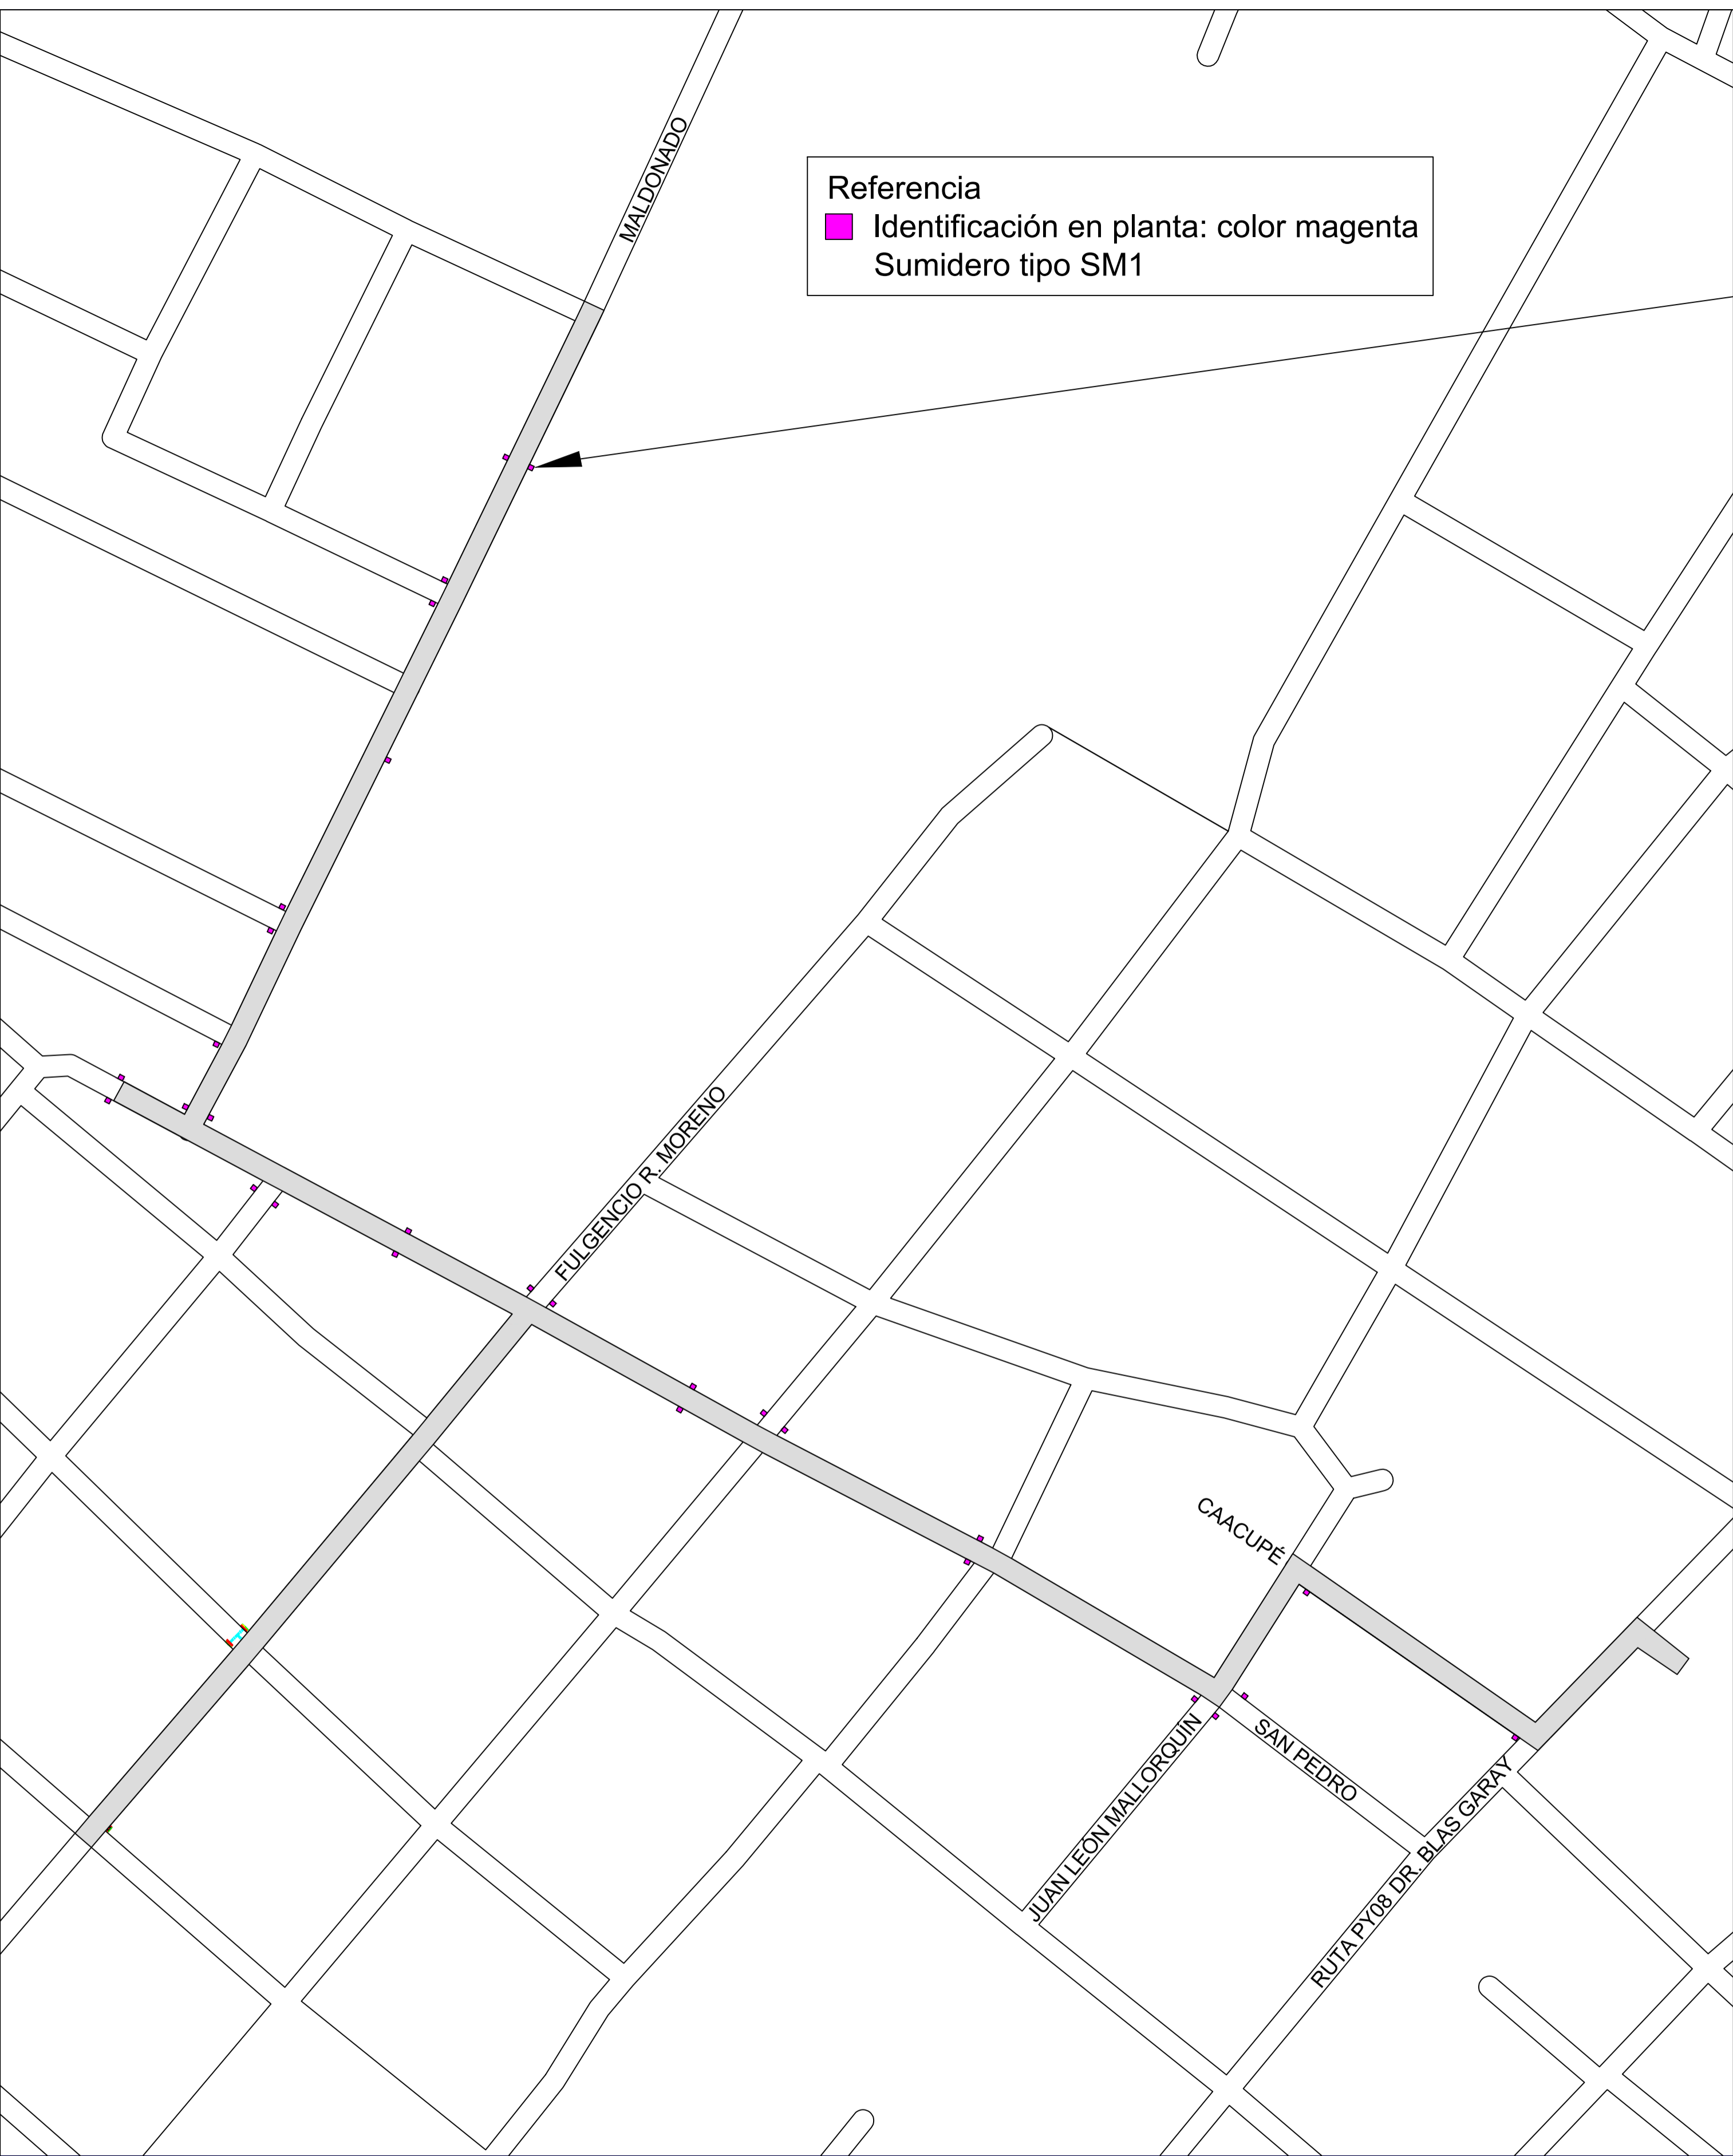 MALDONADO
Referencia
Identificación en planta: color magenta
Sumidero tipo SM1
FULGENCIO R. MORENO
CAACUPÉ
JUAN LEÓN MALLORQUÍN
SAN PEDRO
RUTA PY08 DR. BLAS GARAY